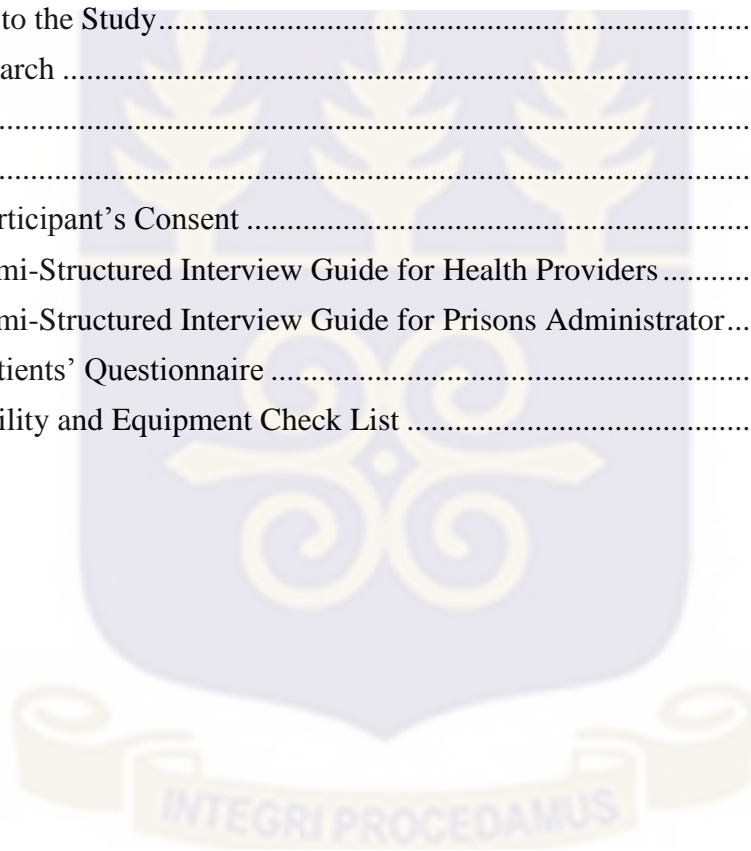 to the Study..........................................................................
arch ......................................................................................
..............................................................................................
..............................................................................................
rticipant’s Consent ...............................................................
mi-Structured Interview Guide for Health Providers...........
mi-Structured Interview Guide for Prisons Administrator...
tients’ Questionnaire ............................................................
ility and Equipment Check List ...........................................
INTEGRI PROCEDAMUS